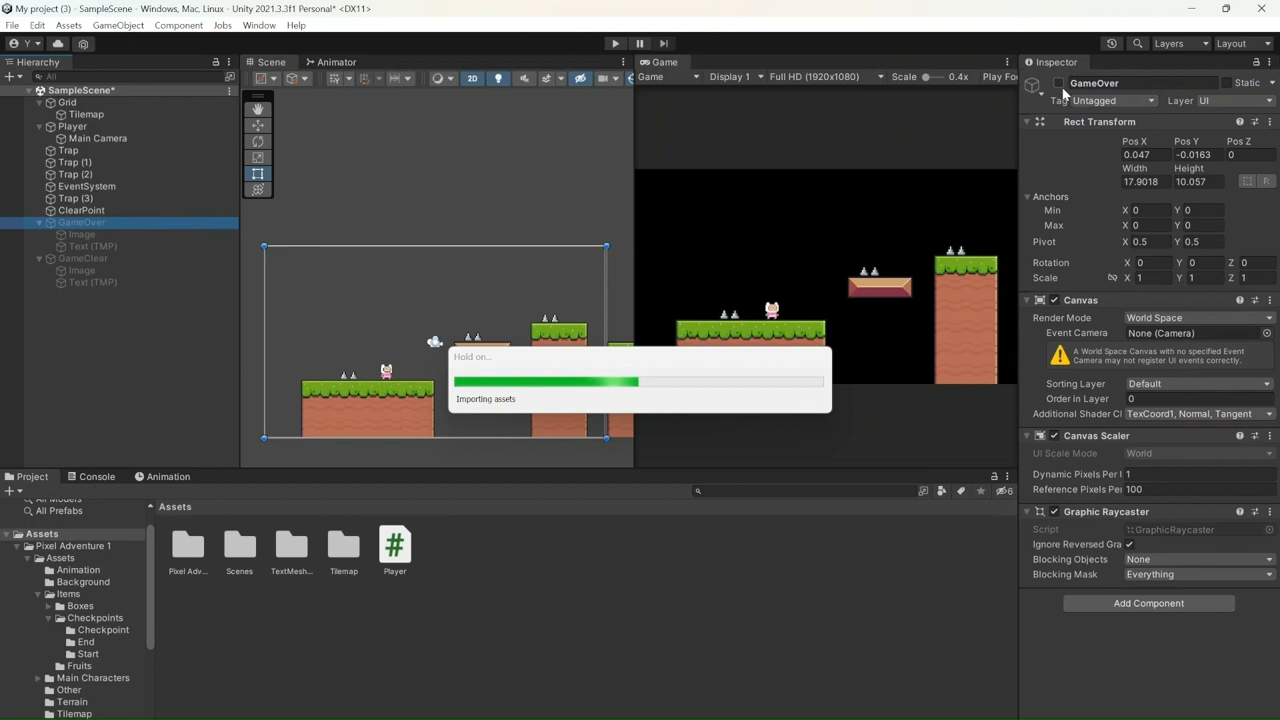 My project (3) - SampleScene - Windows, Mac, Linux - Unity 2021.3.3f1 Personal* <DX11>
File Edit Assets GameObject Component Jobs Window Help
Y Layers Layout
Hierarchy
All
SampleScene*
Grid
Tilemap
Player
Main Camera
Trap
Trap (1)
Trap (2)
EventSystem
Trap (3)
ClearPoint
GameOver
Image
Text (TMP)
GameClear
Image
Text (TMP)
Scene Animator
2D
Game
Game Display 1 Full HD (1920x1080) Scale 0.4x Play Fo
Hold on...
Importing assets
Inspector
GameOver Static
Tag Untagged Layer UI
Rect Transform
Pos X Pos Y Pos Z
0.047 -0.0163 0
Width Height
17.9018 10.057 R
Anchors
Min X 0 Y 0
Max X 0 Y 0
Pivot X 0.5 Y 0.5
Rotation X 0 Y 0 Z 0
Scale X 1 Y 1 Z 1
Canvas
Render Mode World Space
Event Camera None (Camera)
A World Space Canvas with no specified Event
Camera may not register UI events correctly.
Sorting Layer Default
Order in Layer 0
Additional Shader Cl TexCoord1, Normal, Tangent
Canvas Scaler
UI Scale Mode World
Dynamic Pixels Per 1
Reference Pixels Pe 100
Graphic Raycaster
Script GraphicRaycaster
Ignore Reversed Gra
Blocking Objects None
Blocking Mask Everything
Add Component
Project Console Animation
6
All Models
All Prefabs
Assets
Pixel Adventure 1
Assets
Animation
Background
Items
Boxes
Checkpoints
Checkpoint
End
Start
Fruits
Main Characters
Other
Terrain
Tilemap
Assets
Pixel Adv... Scenes TextMesh... Tilemap Player